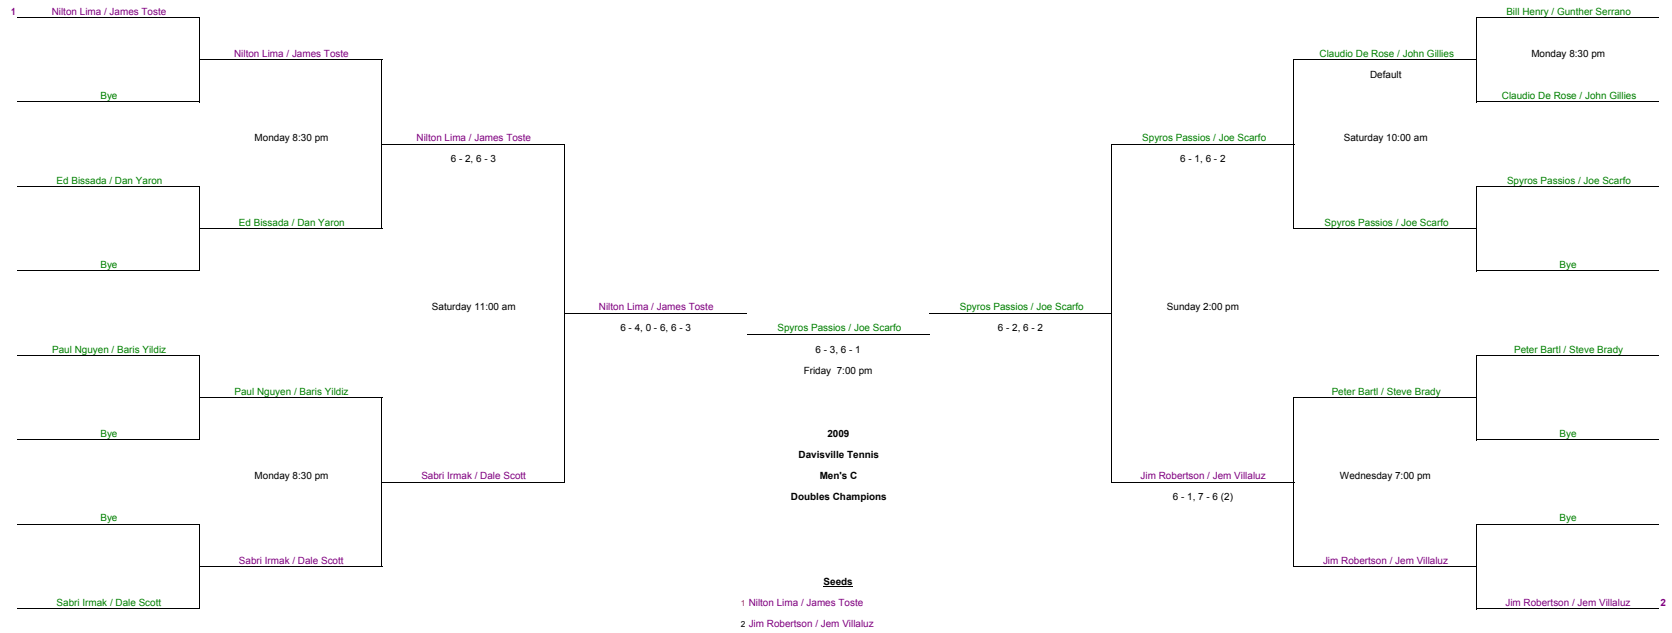 1 Nilton Lima / James Toste
Bill Henry / Gunther Serrano
Nilton Lima / James Toste
Claudio De Rose / John Gillies
Monday 8:30 pm
Default
Bye
Claudio De Rose / John Gillies
Monday 8:30 pm
Nilton Lima / James Toste
Spyros Passios / Joe Scarfo
Saturday 10:00 am
6 - 2, 6 - 3
6 - 1, 6 - 2
Ed Bissada / Dan Yaron
Spyros Passios / Joe Scarfo
Ed Bissada / Dan Yaron
Spyros Passios / Joe Scarfo
Bye
Bye
Saturday 11:00 am
Nilton Lima / James Toste
Spyros Passios / Joe Scarfo
Sunday 2:00 pm
6 - 4, 0 - 6, 6 - 3
Spyros Passios / Joe Scarfo
6 - 2, 6 - 2
Paul Nguyen / Baris Yildiz
6 - 3, 6 - 1
Peter Bartl / Steve Brady
Friday 7:00 pm
Paul Nguyen / Baris Yildiz
Peter Bartl / Steve Brady
Bye
2009
Bye
Davisville Tennis
Monday 8:30 pm
Sabri Irmak / Dale Scott
Men's C
Jim Robertson / Jem Villaluz
Wednesday 7:00 pm
Doubles Champions
6 - 1, 7 - 6 (2)
Bye
Bye
Sabri Irmak / Dale Scott
Jim Robertson / Jem Villaluz
Seeds
Sabri Irmak / Dale Scott
1 Nilton Lima / James Toste
Jim Robertson / Jem Villaluz 2
2 Jim Robertson / Jem Villaluz